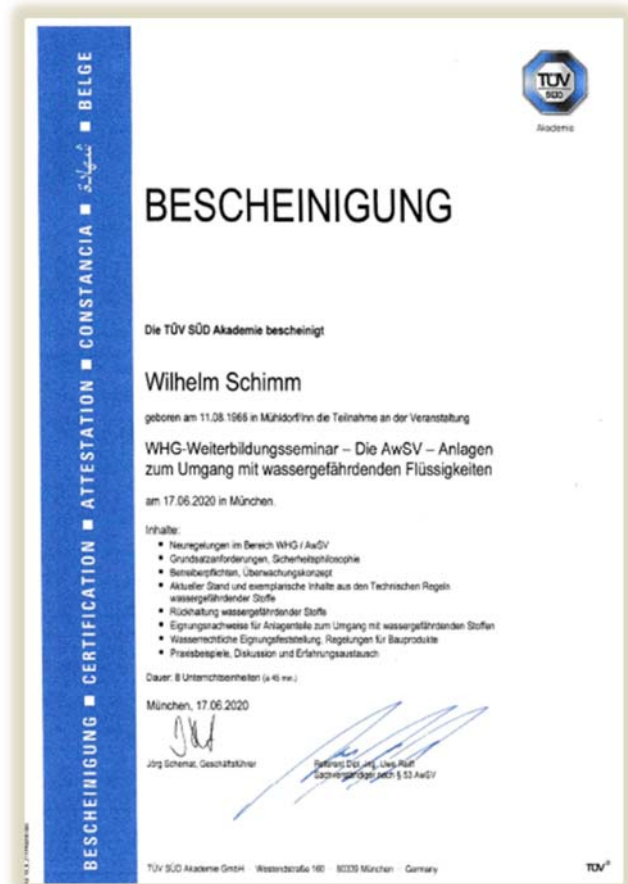 BESCHEINIGUNG ■ CERTIFICATION ■ ATTESTATION ■ CONSTANCIA ■ شهادة ■ BELGE
TÜV
SÜD
Akademie
BESCHEINIGUNG
Die TÜV SÜD Akademie bescheinigt
Wilhelm Schimm
geboren am 11.08.1966 in Mühldorf/Inn die Teilnahme an der Veranstaltung
WHG-Weiterbildungsseminar – Die AwSV – Anlagen
zum Umgang mit wassergefährdenden Flüssigkeiten
am 17.06.2020 in München.
Inhalte:
• Neuregelungen im Bereich WHG / AwSV
• Grundsatzanforderungen, Sicherheitsphilosophie
• Betreiberpflichten, Überwachungskonzept
• Aktueller Stand und exemplarische Inhalte aus den Technischen Regeln
wassergefährdender Stoffe
• Rückhaltung wassergefährdender Stoffe
• Eignungsnachweise für Anlagenteile zum Umgang mit wassergefährdenden Stoffen
• Wasserrechtliche Eignungsfeststellung, Regelungen für Bauprodukte
• Praxisbeispiele, Diskussion und Erfahrungsaustausch
Dauer: 8 Unterrichtseinheiten (à 45 min.)
München, 17.06.2020
Jörg Schemat, Geschäftsführer
Referent Dipl.-Ing. Uwe
Sachverständiger nach § 53 AwSV
TÜV SÜD Akademie GmbH · Westendstraße 160 · 80339 München · Germany
TÜV®